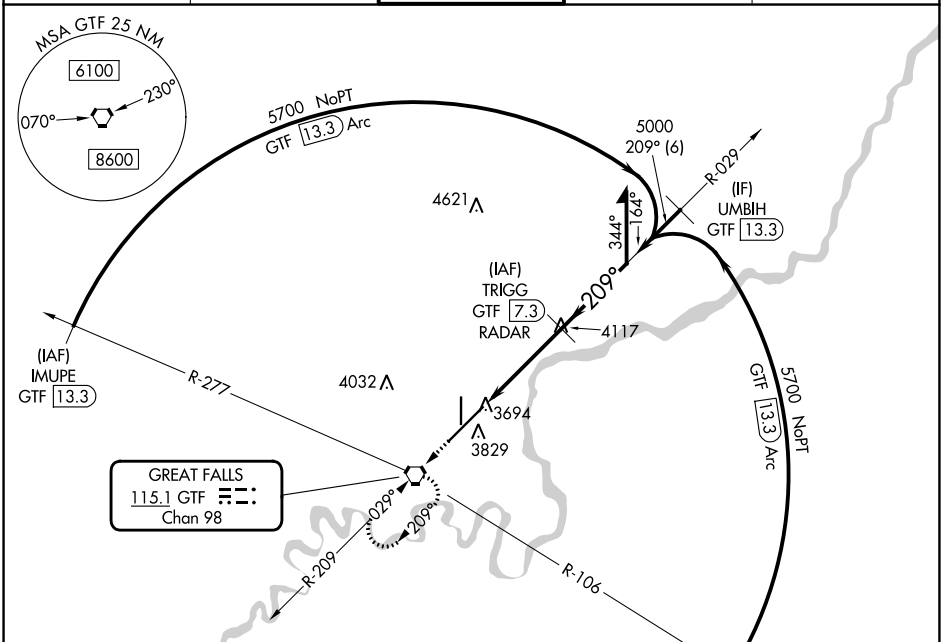 MSA GTF 25 NM
6100
230°
070°
8600
5700 NoPT
GTF 13.3 Arc
5000
209° (6)
R-029
(IF)
UMBIH
GTF 13.3
4621
344°
164°
209°
(IAF)
TRIGG
GTF 7.3
RADAR
4117
(IAF)
IMUPE
GTF 13.3
R-277
4032
3694
3829
5700 NoPT
GTF 13.3 Arc
GREAT FALLS
115.1 GTF
Chan 98
029°
209°
R-209
R-106